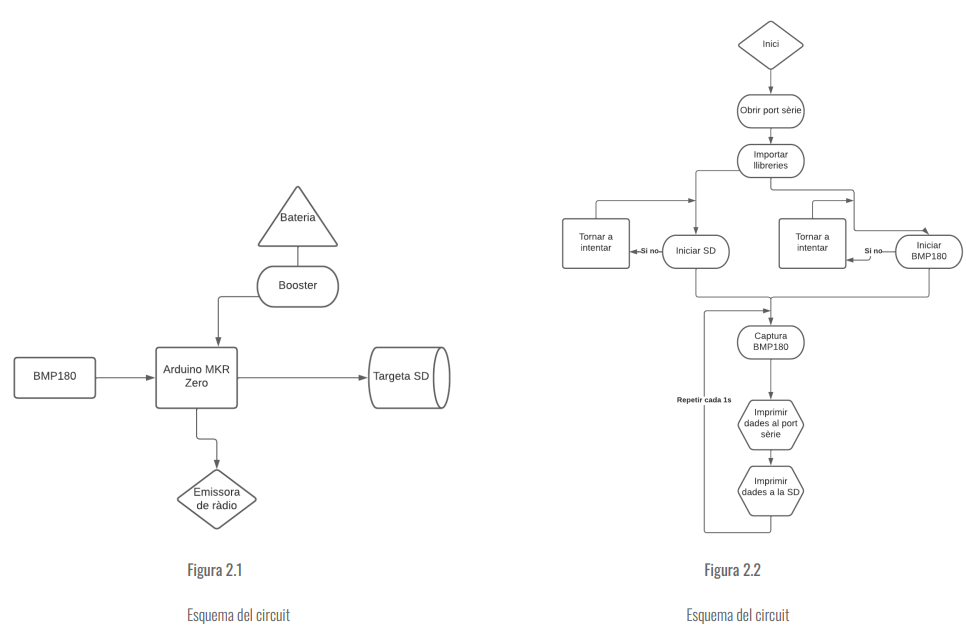 Bateria
Booster
BMP180
Arduino MKR
Zero
Targeta SD
Emissora
de ràdio
Figura 2.1
Esquema del circuit
Inici
Obrir port sèrie
Importar
llibreries
Tornar a
intentar
Si no
Iniciar SD
Tornar a
intentar
Si no
Iniciar
BMP180
Captura
BMP180
Repetir cada 1s
Imprimir
dades al port
sèrie
Imprimir
dades a la SD
Figura 2.2
Esquema del circuit